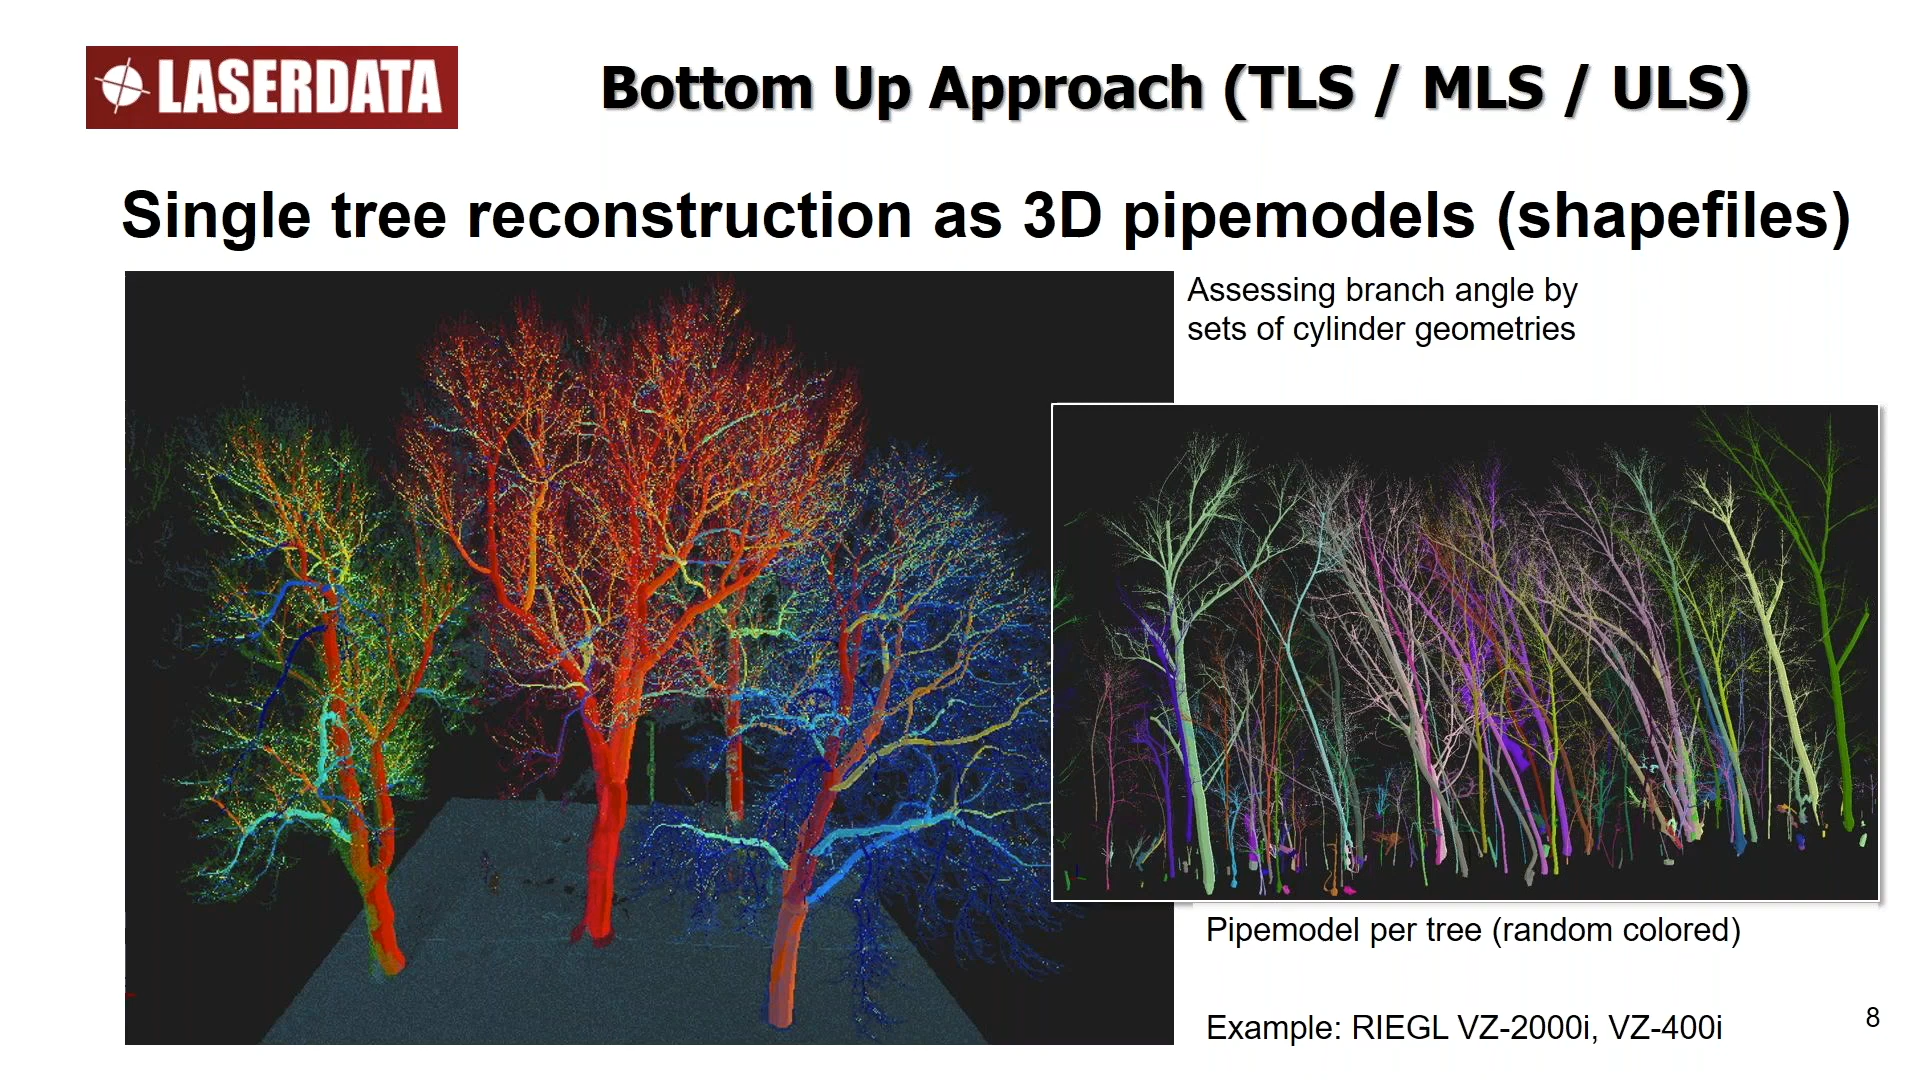 LASERDATA
Bottom Up Approach (TLS / MLS / ULS)
Single tree reconstruction as 3D pipemodels (shapefiles)
Assessing branch angle by
sets of cylinder geometries
Pipemodel per tree (random colored)
Example: RIEGL VZ-2000i, VZ-400i
8